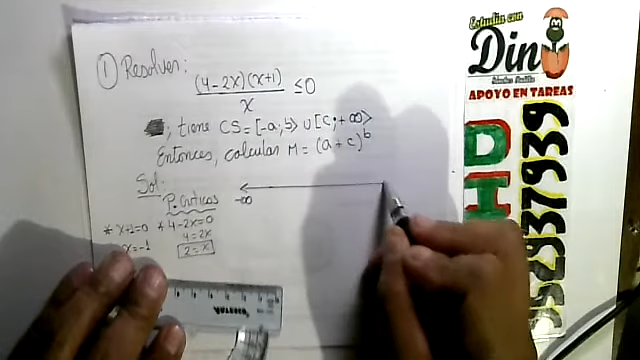 ① Resolver:
(4-2x)(x+1)
x
≤0
; tiene CS=[-a;b> ∪ [c;+∞>
Entonces, calcular M=(a+c)^b
Sol:
P. Críticos
* x+1=0 * 4-2x=0
x=-1
4=2x
2=x
-∞
Estudia con
Dino
APOYO EN TAREAS